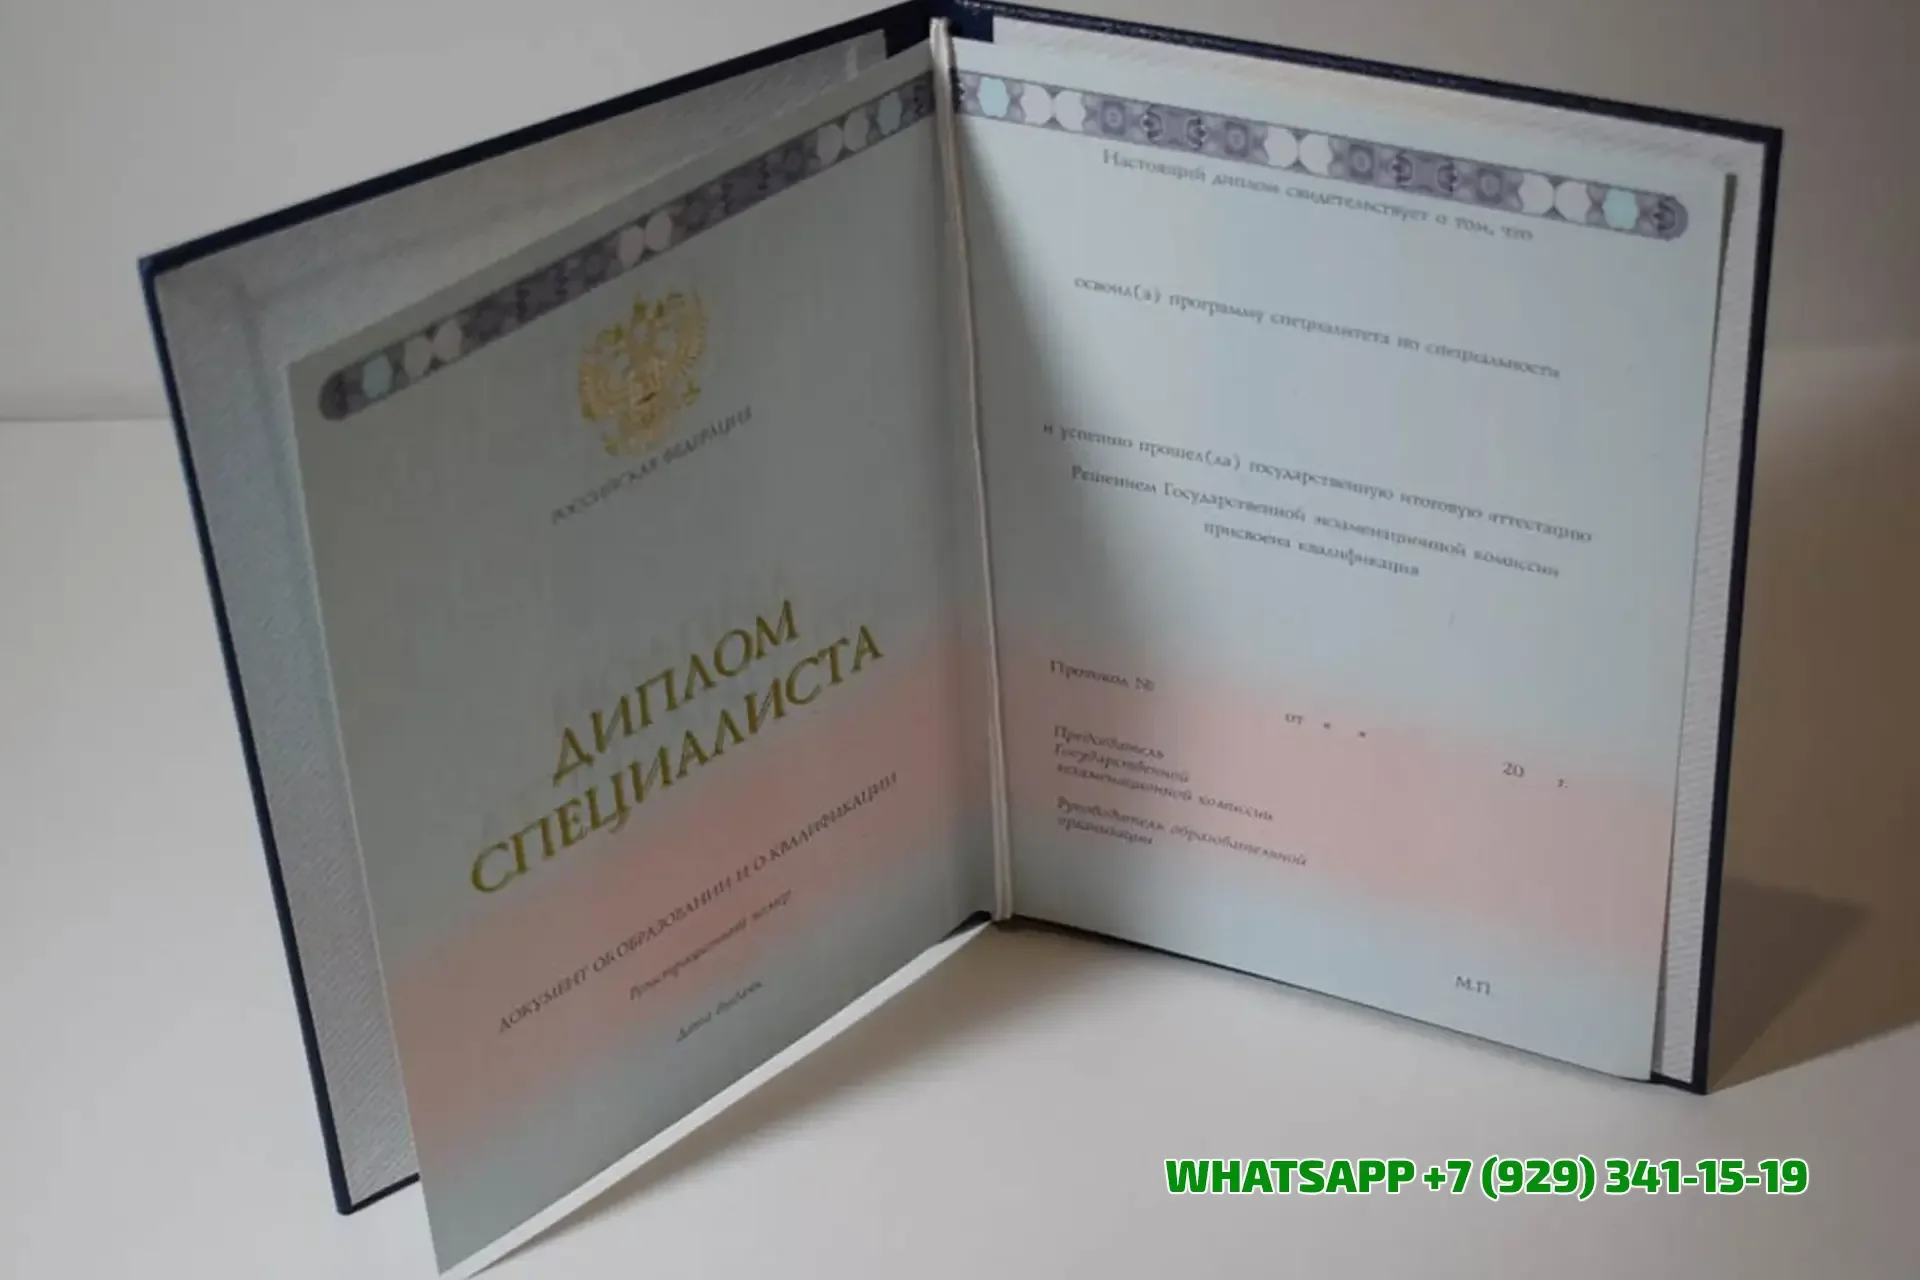 РОССИЙСКАЯ ФЕДЕРАЦИЯ
ДИПЛОМ
СПЕЦИАЛИСТА
ДОКУМЕНТ ОБ ОБРАЗОВАНИИ И О КВАЛИФИКАЦИИ
Регистрационный номер
Дата выдачи
Настоящий диплом свидетельствует о том, что
освоил(а) программу специалитета по специальности
и успешно прошел(ла) государственную итоговую аттестацию
Решением Государственной экзаменационной комиссии
присвоена квалификация
Протокол №
от « »
20 г.
Председатель
Государственной
экзаменационной комиссии
Руководитель образовательной
организации
М.П.
WHATSAPP +7 (929) 341-15-19